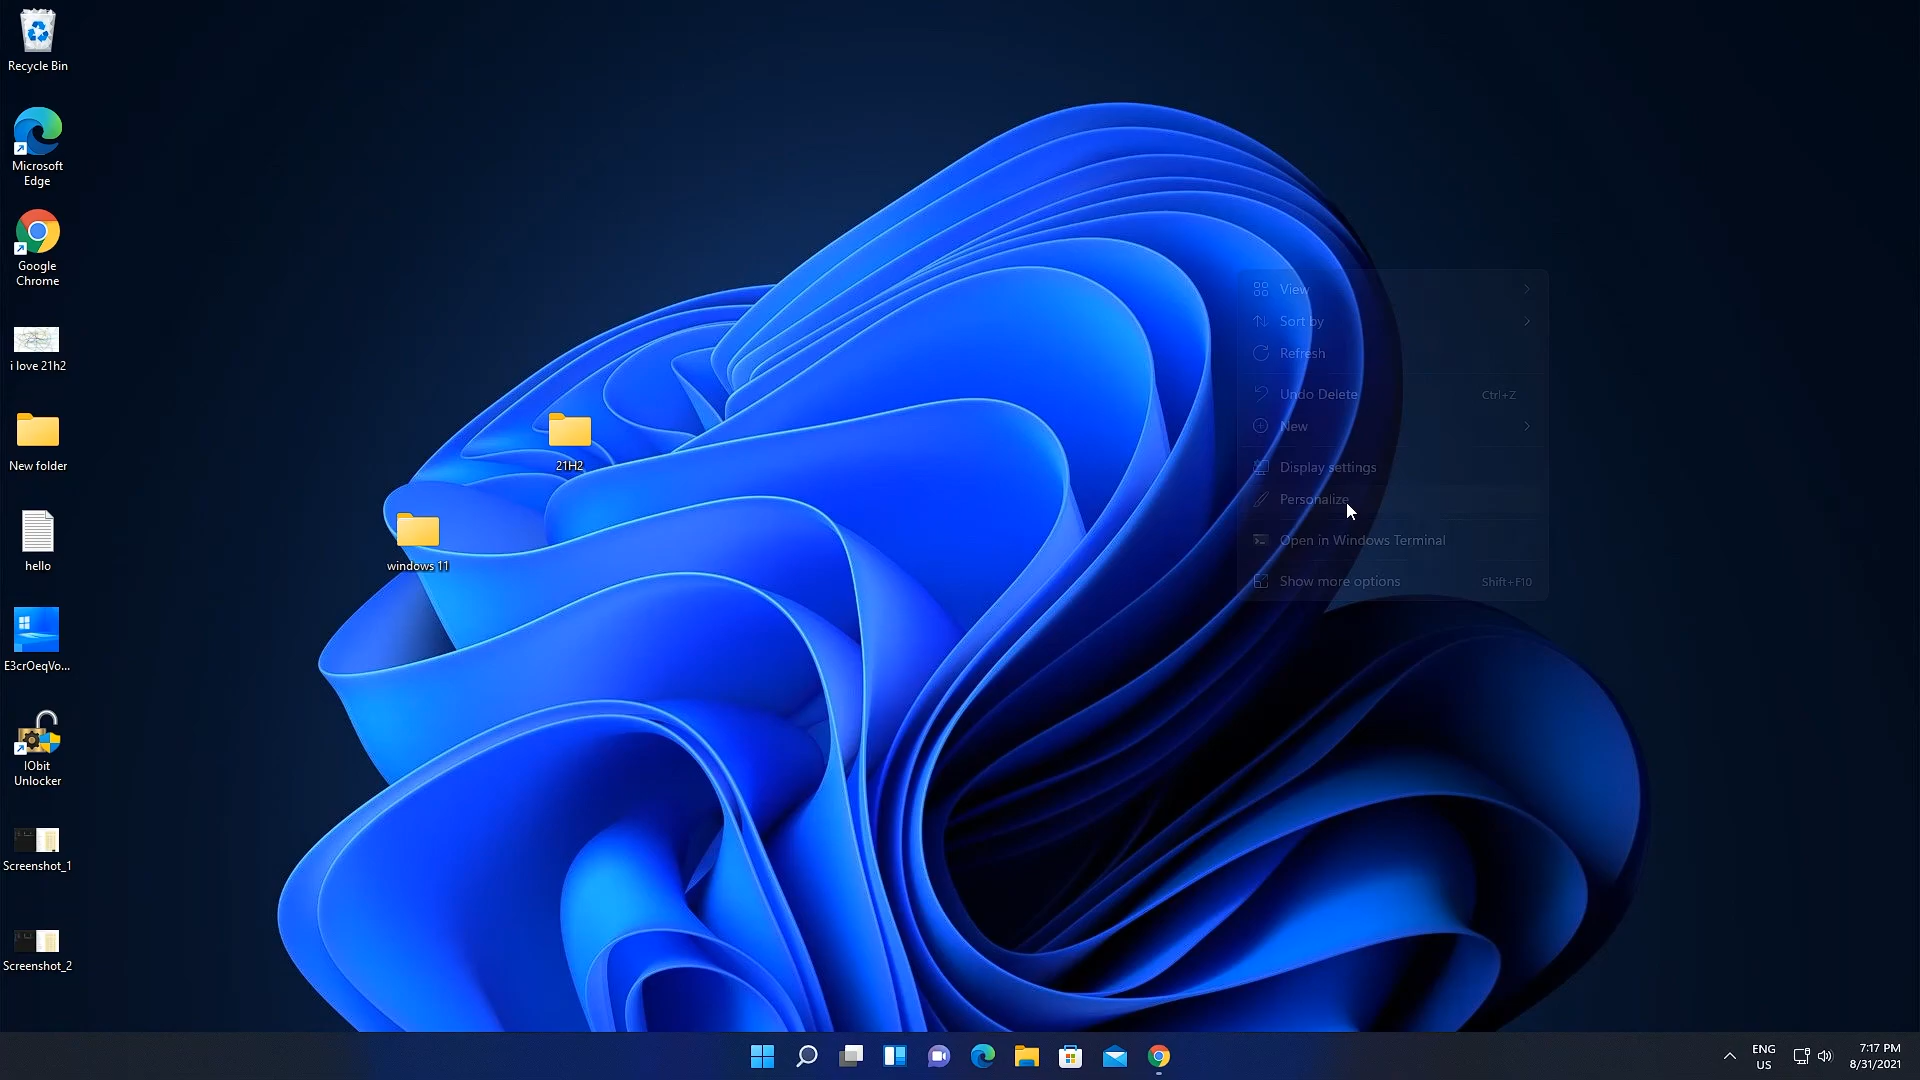 Recycle Bin
Microsoft
Edge
Google
Chrome
i love 21h2
New folder
hello
E3crOeqVo...
IObit
Unlocker
Screenshot_1
Screenshot_2
21H2
windows 11
View
Sort by
Refresh
Undo Delete Ctrl+Z
New
Display settings
Personalize
Open in Windows Terminal
Show more options Shift+F10
ENG
US
7:17 PM
8/31/2021